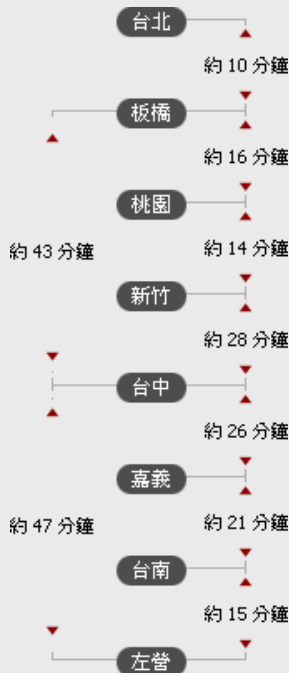 台北
約 10 分鐘
板橋
約 16 分鐘
桃園
約 43 分鐘
約 14 分鐘
新竹
約 28 分鐘
台中
約 26 分鐘
嘉義
約 47 分鐘
約 21 分鐘
台南
約 15 分鐘
左營